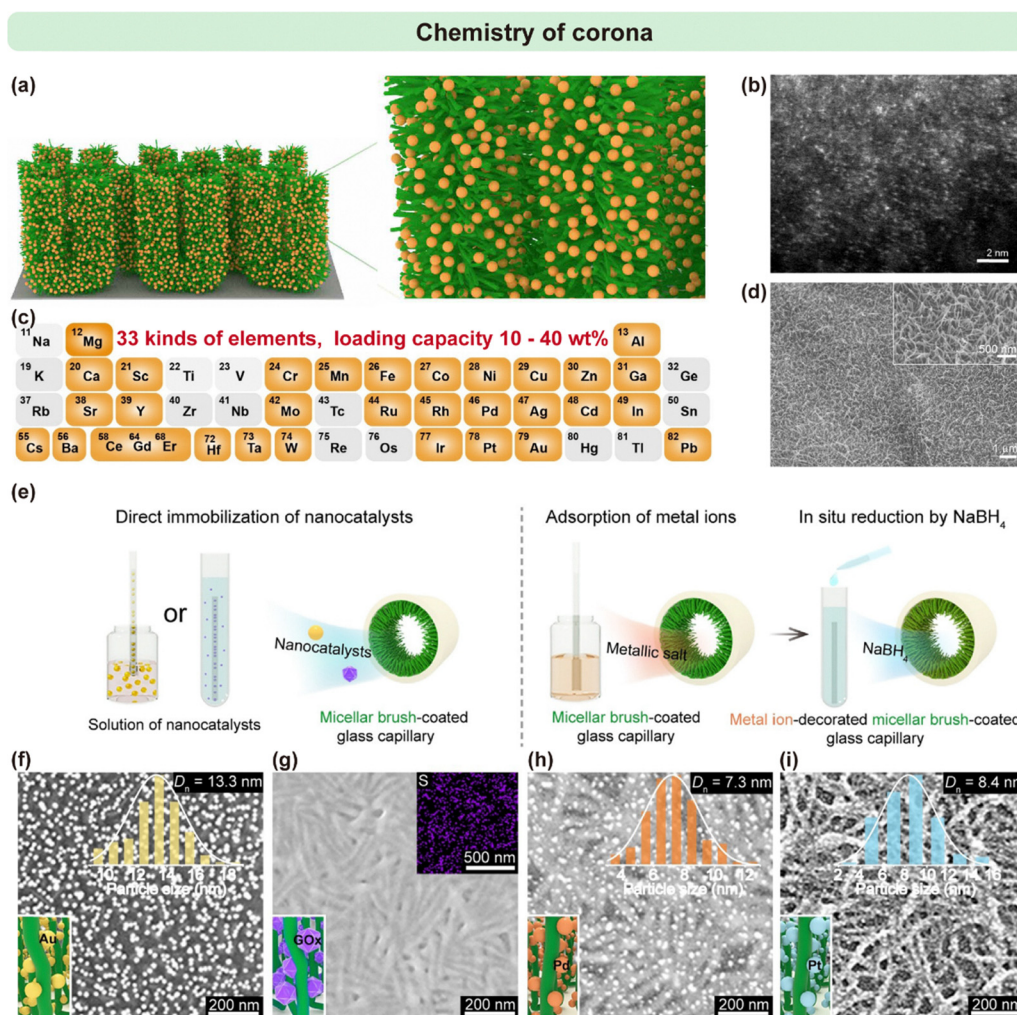 Chemistry of corona
(a)
(b)
2 nm
(c)
33 kinds of elements, loading capacity 10 - 40 wt%
11 Na 12 Mg 13 Al
19 K 20 Ca 21 Sc 22 Ti 23 V 24 Cr 25 Mn 26 Fe 27 Co 28 Ni 29 Cu 30 Zn 31 Ga 32 Ge
37 Rb 38 Sr 39 Y 40 Zr 41 Nb 42 Mo 43 Tc 44 Ru 45 Rh 46 Pd 47 Ag 48 Cd 49 In 50 Sn
55 Cs 56 Ba 58 Ce 64 Gd 68 Er 72 Hf 73 Ta 74 W 75 Re 76 Os 77 Ir 78 Pt 79 Au 80 Hg 81 Tl 82 Pb
(d)
500 nm
1 μm
(e)
Direct immobilization of nanocatalysts
or
Nanocatalysts
Solution of nanocatalysts
Micellar brush-coated
glass capillary
Adsorption of metal ions
Metallic salt
Micellar brush-coated
glass capillary
In situ reduction by NaBH4
NaBH4
Metal ion-decorated micellar brush-coated
glass capillary
(f)
Dn = 13.3 nm
10 12 14 16 18
Particle size (nm)
Au
200 nm
(g)
S
500 nm
GOx
200 nm
(h)
Dn = 7.3 nm
4 6 8 10 12
Particle size (nm)
Pd
200 nm
(i)
Dn = 8.4 nm
2 4 6 8 10 12 14 16
Particle size (nm)
Pt
200 nm